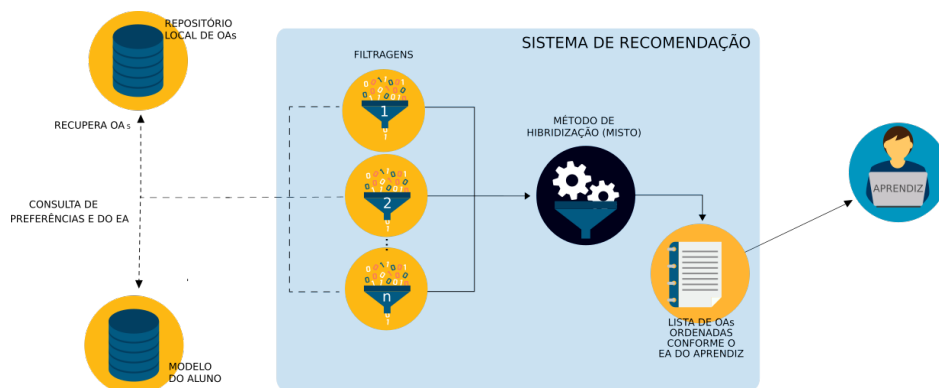 REPOSITÓRIO
LOCAL DE OAs
RECUPERA OAs
CONSULTA DE
PREFERÊNCIAS E DO EA
MODELO
DO ALUNO
SISTEMA DE RECOMENDAÇÃO
FILTRAGENS
1
2
n
MÉTODO DE
HIBRIDIZAÇÃO (MISTO)
LISTA DE OAs
ORDENADAS
CONFORME O
EA DO APRENDIZ
APRENDIZ